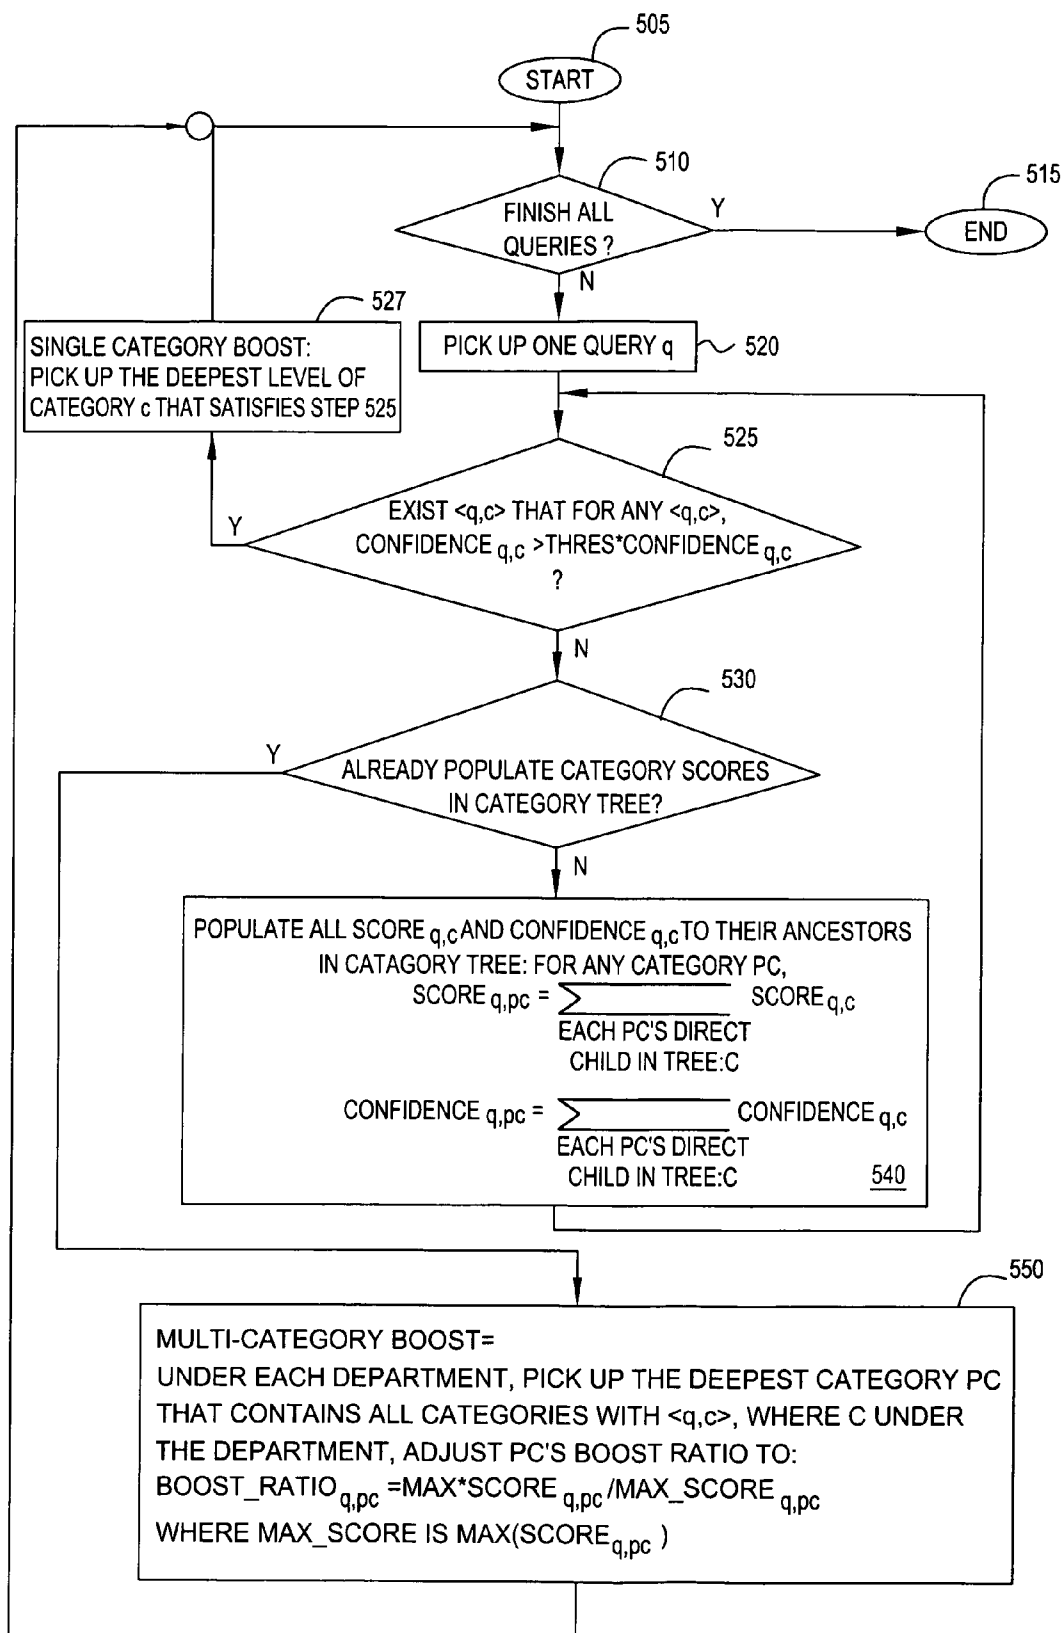 505
START
510
FINISH ALL
QUERIES ?
Y
515
END
N
527
SINGLE CATEGORY BOOST:
PICK UP THE DEEPEST LEVEL OF
CATEGORY c THAT SATISFIES STEP 525
PICK UP ONE QUERY q
520
525
EXIST <q,c> THAT FOR ANY <q,c>,
CONFIDENCE q,c >THRES*CONFIDENCE q,c
?
Y
N
530
Y
ALREADY POPULATE CATEGORY SCORES
IN CATEGORY TREE?
N
POPULATE ALL SCORE q,c AND CONFIDENCE q,c TO THEIR ANCESTORS
IN CATAGORY TREE: FOR ANY CATEGORY PC,
SCORE q,pc = ∑ SCORE q,c
EACH PC'S DIRECT
CHILD IN TREE:C
CONFIDENCE q,pc = ∑ CONFIDENCE q,c
EACH PC'S DIRECT
CHILD IN TREE:C
540
550
MULTI-CATEGORY BOOST=
UNDER EACH DEPARTMENT, PICK UP THE DEEPEST CATEGORY PC
THAT CONTAINS ALL CATEGORIES WITH <q,c>, WHERE C UNDER
THE DEPARTMENT, ADJUST PC'S BOOST RATIO TO:
BOOST_RATIO q,pc =MAX*SCORE q,pc /MAX_SCORE q,pc
WHERE MAX_SCORE IS MAX(SCORE q,pc )